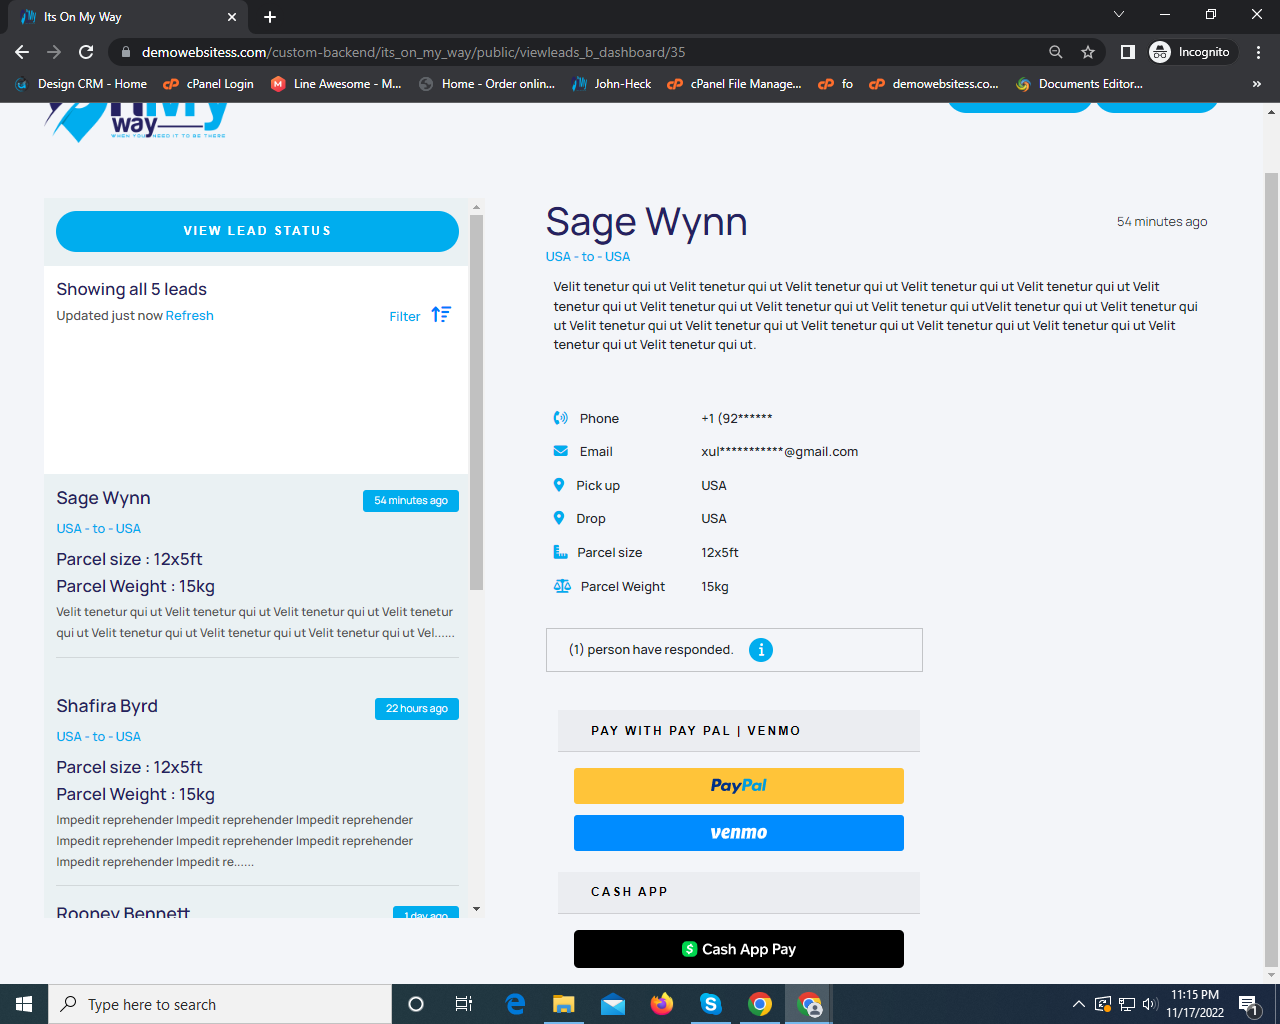 Its On My Way
demowebsitess.com/custom-backend/its_on_my_way/public/viewleads_b_dashboard/35
Incognito
Design CRM - Home
cPanel Login
Line Awesome - M...
Home - Order onlin...
John-Heck
cPanel File Manage...
fo
demowebsitess.co...
Documents Editor...
»
way
WHEN YOU NEED IT TO BE THERE
VIEW LEAD STATUS
Showing all 5 leads
Updated just now Refresh
Filter
Sage Wynn
54 minutes ago
USA - to - USA
Parcel size : 12x5ft
Parcel Weight : 15kg
Velit tenetur qui ut Velit tenetur qui ut Velit tenetur qui ut Velit tenetur
qui ut Velit tenetur qui ut Velit tenetur qui ut Velit tenetur qui ut Vel......
Shafira Byrd
22 hours ago
USA - to - USA
Parcel size : 12x5ft
Parcel Weight : 15kg
Impedit reprehender Impedit reprehender Impedit reprehender
Impedit reprehender Impedit reprehender Impedit reprehender
Impedit reprehender Impedit re......
Rooney Bennett
1 day ago
Sage Wynn
54 minutes ago
USA - to - USA
Velit tenetur qui ut Velit tenetur qui ut Velit tenetur qui ut Velit tenetur qui ut Velit tenetur qui ut Velit
tenetur qui ut Velit tenetur qui ut Velit tenetur qui ut Velit tenetur qui utVelit tenetur qui ut Velit tenetur qui
ut Velit tenetur qui ut Velit tenetur qui ut Velit tenetur qui ut Velit tenetur qui ut Velit tenetur qui ut Velit
tenetur qui ut Velit tenetur qui ut.
Phone
+1 (92******
Email
xul***********@gmail.com
Pick up
USA
Drop
USA
Parcel size
12x5ft
Parcel Weight
15kg
(1) person have responded.
PAY WITH PAY PAL | VENMO
PayPal
venmo
CASH APP
Cash App Pay
Type here to search
11:15 PM
11/17/2022
1